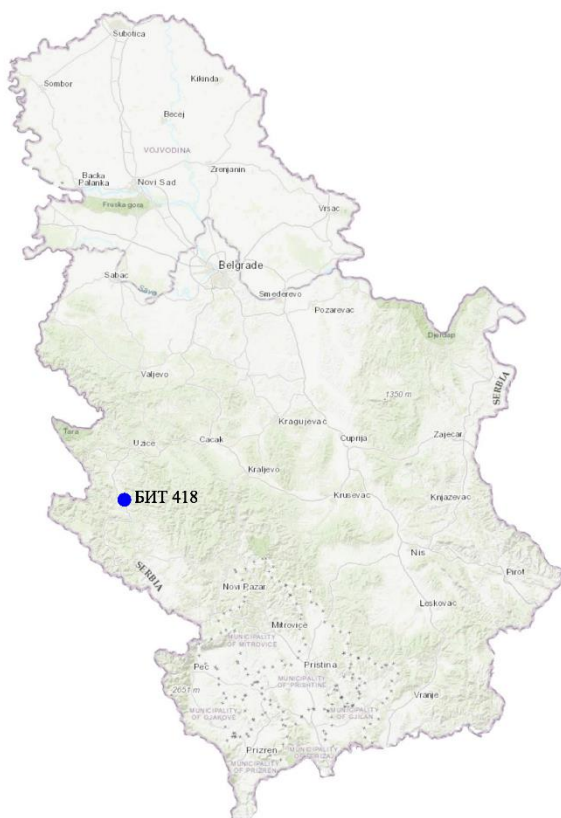 Subotica
Sombor
Kikinda
Becej
VOJVODINA
Backa
Palanka
Novi Sad
Zrenjanin
Fruska gora
Vrsac
Belgrade
Sabac
Sava
Smederevo
Pozarevac
Djerdap
Valjevo
1350 m
SERBIA
Kragujevac
Tara
Uzice
Cacak
Cuprija
Zajecar
Kraljevo
БИТ 418
Krusevac
Knjazevac
Nis
SERBIA
Pirot
Novi Pazar
Leskovac
Mitrovice
MUNICIPALITY
OF MITROVICE
Peć
Pristina
2651 m
MUNICIPALITY
OF PRISHTINE
Vranje
MUNICIPALITY
OF GJAKOVE
MUNICIPALITY
OF GJILAN
Prizren
MUNICIPALITY
MUNICIPALITY
OF PRIZREN